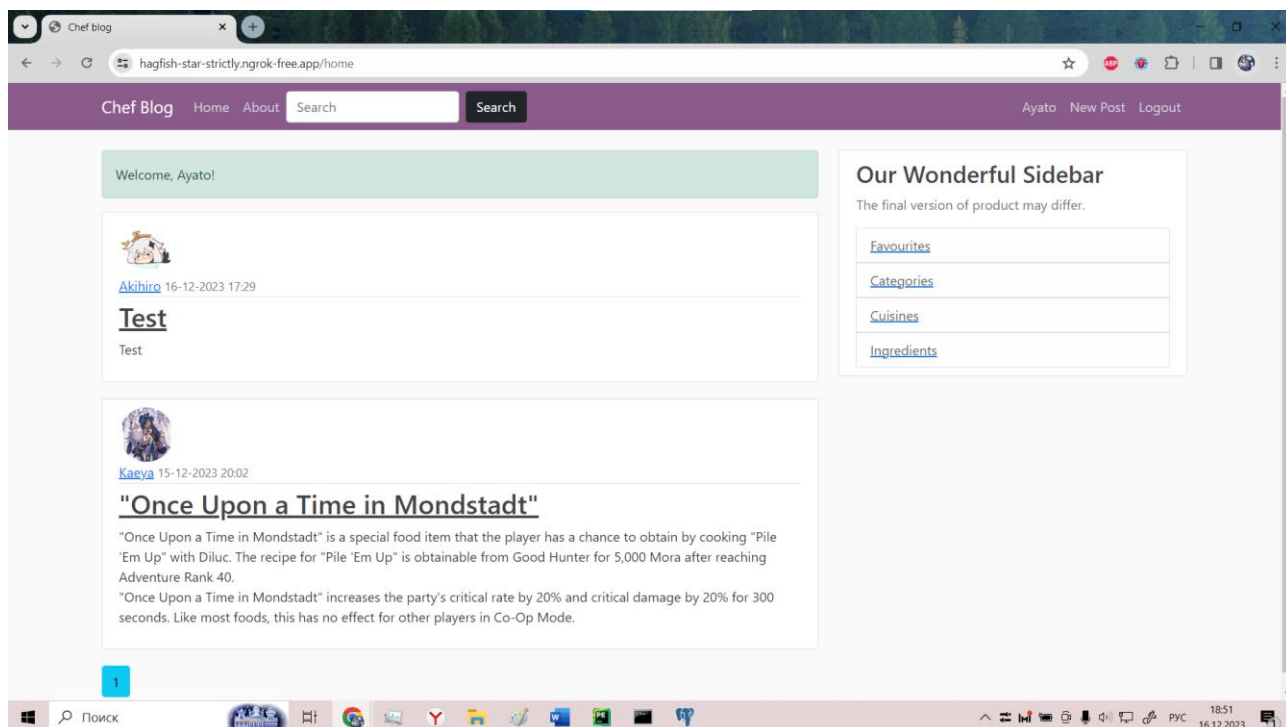 Chef blog
hagfish-star-strictly.ngrok-free.app/home
ABP
Chef Blog Home About Search Search Ayato New Post Logout
Welcome, Ayato!
Akihiro 16-12-2023 17:29
Test
Test
Kaeya 15-12-2023 20:02
"Once Upon a Time in Mondstadt"
"Once Upon a Time in Mondstadt" is a special food item that the player has a chance to obtain by cooking "Pile
'Em Up" with Diluc. The recipe for "Pile 'Em Up" is obtainable from Good Hunter for 5,000 Mora after reaching
Adventure Rank 40.
"Once Upon a Time in Mondstadt" increases the party's critical rate by 20% and critical damage by 20% for 300
seconds. Like most foods, this has no effect for other players in Co-Op Mode.
1
Our Wonderful Sidebar
The final version of product may differ.
Favourites
Categories
Cuisines
Ingredients
Поиск
РУС
18:51
16.12.2023